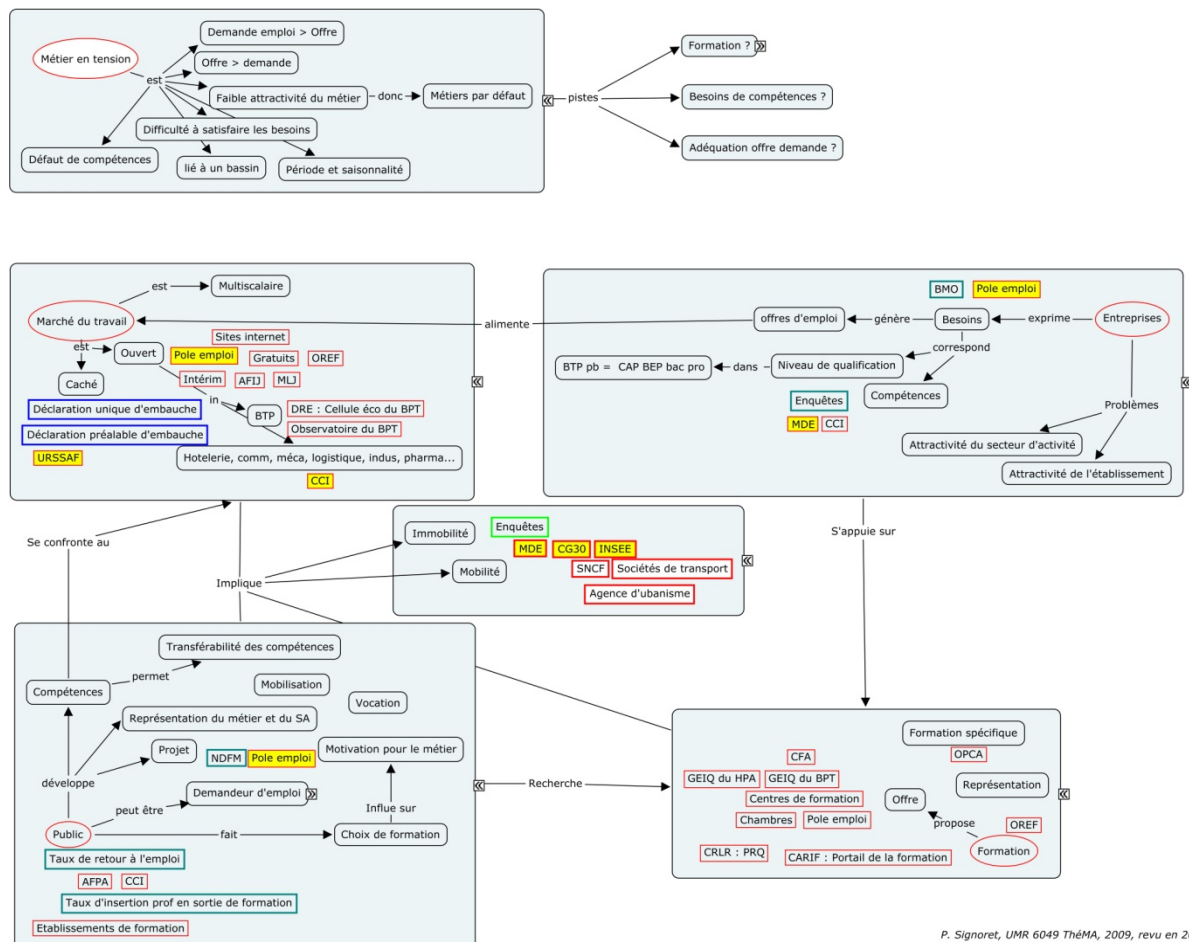 Demande emploi > Offre
Métier en tension
Offre > demande
est
Faible attractivité du métier
donc
Métiers par défaut
Difficulté à satisfaire les besoins
Défaut de compétences
lié à un bassin
Période et saisonnalité
pistes
Formation ?
Besoins de compétences ?
Adéquation offre demande ?
est
Multiscalaire
Marché du travail
Sites internet
est
Ouvert
Pole emploi
Gratuits
OREF
Caché
Intérim
AFIJ
MLJ
in
Déclaration unique d'embauche
BTP
DRE : Cellule éco du BPT
Observatoire du BPT
Déclaration préalable d'embauche
URSSAF
Hotelerie, comm, méca, logistique, indus, pharma...
CCI
alimente
BMO
Pole emploi
offres d'emploi
génère
Besoins
exprime
Entreprises
correspond
BTP pb = CAP BEP bac pro
dans
Niveau de qualification
Compétences
Enquêtes
MDE
CCI
Problèmes
Attractivité du secteur d'activité
Attractivité de l'établissement
Se confronte au
Implique
S'appuie sur
Immobilité
Enquêtes
MDE
CG30
INSEE
Mobilité
SNCF
Sociétés de transport
Agence d'ubanisme
Transférabilité des compétences
Compétences
permet
Mobilisation
Vocation
Représentation du métier et du SA
Projet
NDFM
Pole emploi
Motivation pour le métier
développe
Demandeur d'emploi
peut être
Influe sur
Public
fait
Choix de formation
Taux de retour à l'emploi
AFPA
CCI
Taux d'insertion prof en sortie de formation
Etablissements de formation
Recherche
Formation spécifique
CFA
OPCA
GEIQ du HPA
GEIQ du BPT
Représentation
Centres de formation
Offre
Chambres
Pole emploi
propose
OREF
CRLR : PRQ
CARIF : Portail de la formation
Formation
P. Signoret, UMR 6049 ThéMA, 2009, revu en